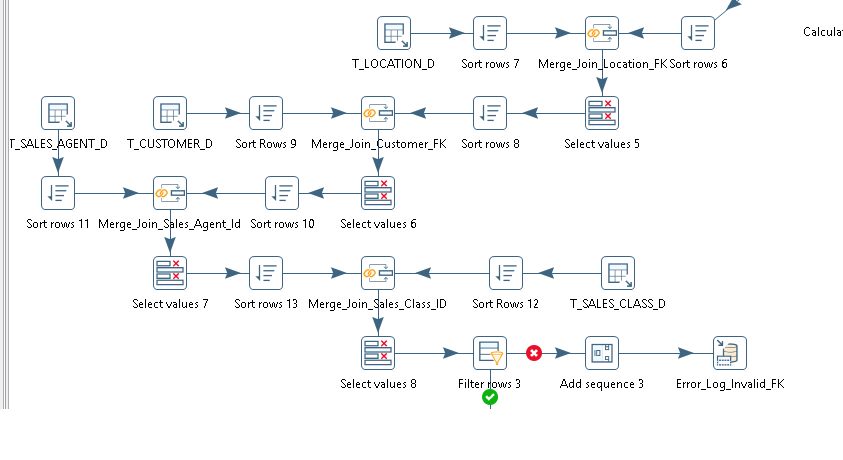 Calcula
T_LOCATION_D
Sort rows 7
Merge_Join_Location_FK
Sort rows 6
T_SALES_AGENT_D
T_CUSTOMER_D
Sort Rows 9
Merge_Join_Customer_FK
Sort rows 8
Select values 5
Sort rows 11
Merge_Join_Sales_Agent_Id
Sort rows 10
Select values 6
Select values 7
Sort rows 13
Merge_Join_Sales_Class_ID
Sort Rows 12
T_SALES_CLASS_D
Select values 8
Filter rows 3
Add sequence 3
Error_Log_Invalid_FK